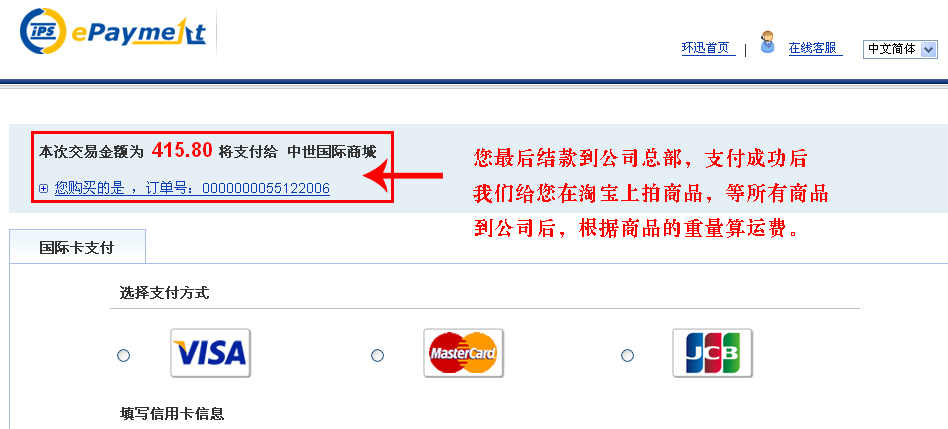 iPS ePayment
环迅首页 | 在线客服 中文简体
本次交易金额为 415.80 将支付给 中世国际商城
您购买的是 ，订单号：0000000055122006
您最后结款到公司总部，支付成功后
我们给您在淘宝上拍商品，等所有商品
到公司后，根据商品的重量算运费。
国际卡支付
选择支付方式
VISA MasterCard JCB
填写信用卡信息